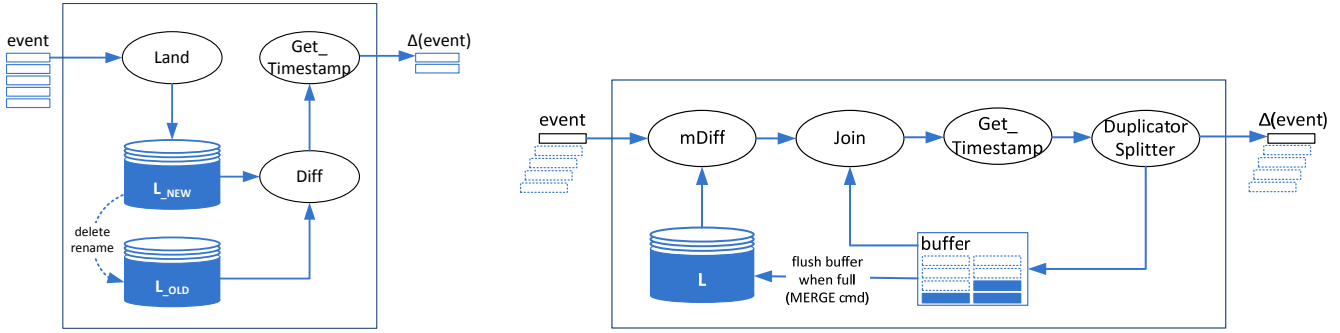 event
Land
Get_
Timestamp
Δ(event)
L_NEW
Diff
delete
rename
L_OLD
event
mDiff
Join
Get_
Timestamp
Duplicator
Splitter
Δ(event)
L
flush buffer
when full
(MERGE cmd)
buffer